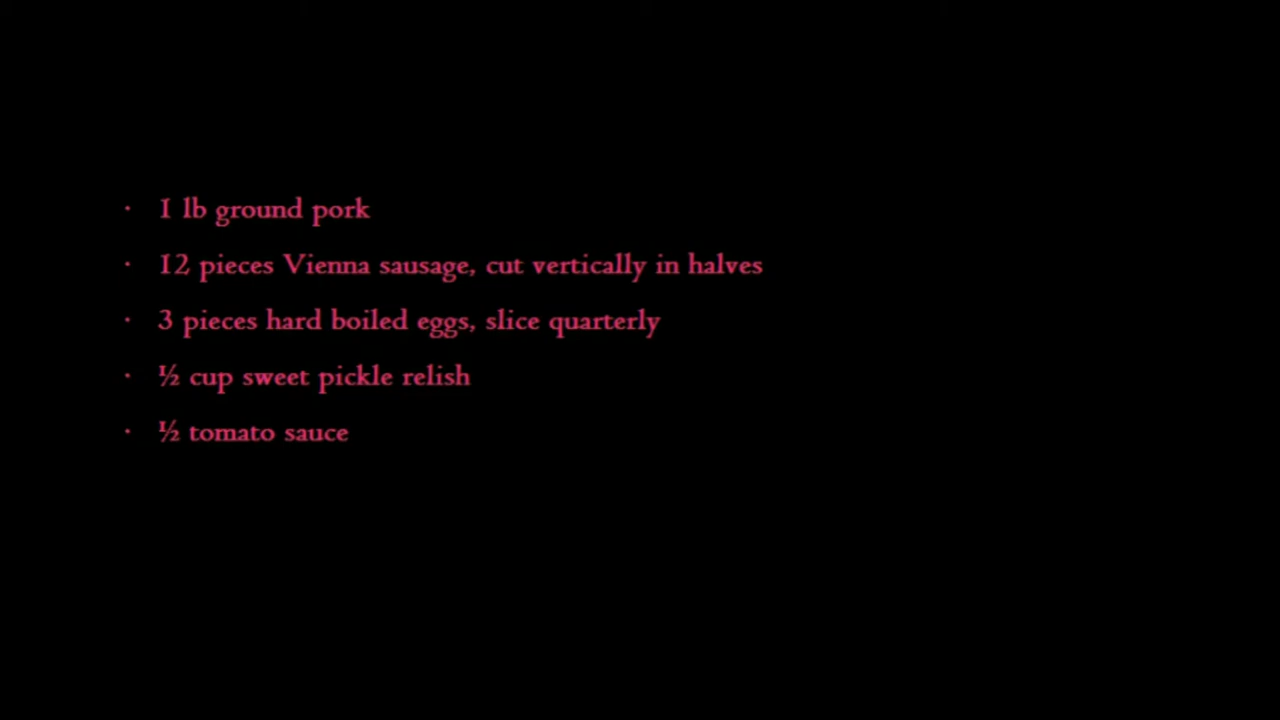 · 1 lb ground pork
· 12 pieces Vienna sausage, cut vertically in halves
· 3 pieces hard boiled eggs, slice quarterly
· ½ cup sweet pickle relish
· ½ tomato sauce